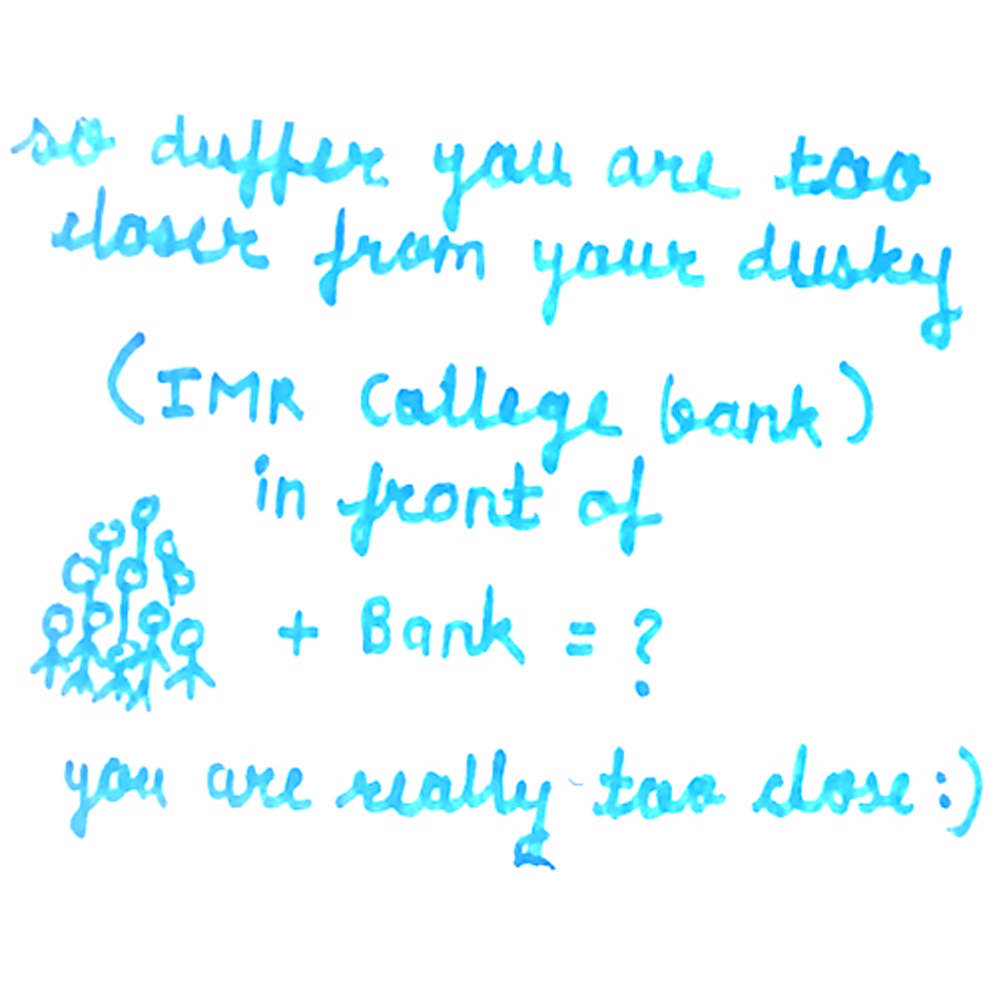 so duffer you are too
closer from your dusky
(IMR College bank)
in front of
+ Bank = ?
you are really too close :)